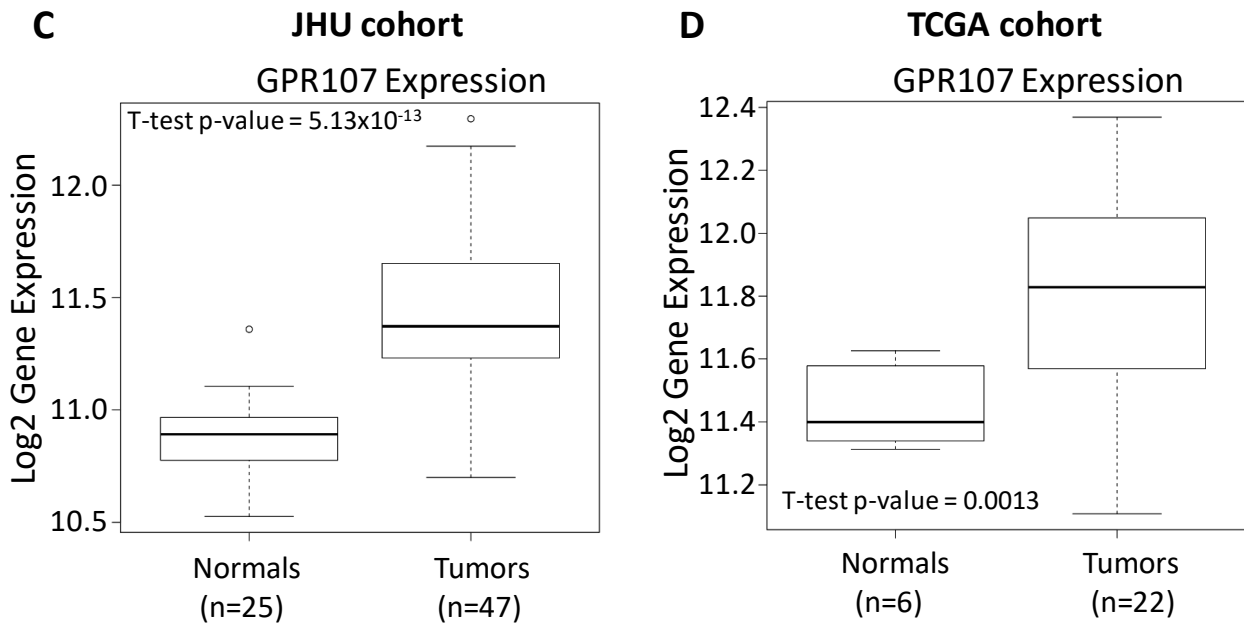 C
JHU cohort
GPR107 Expression
T-test p-value = 5.13x10⁻¹³
Log2 Gene Expression
12.0
11.5
11.0
10.5
Normals
(n=25)
Tumors
(n=47)
D
TCGA cohort
GPR107 Expression
Log2 Gene Expression
12.4
12.2
12.0
11.8
11.6
11.4
11.2
T-test p-value = 0.0013
Normals
(n=6)
Tumors
(n=22)